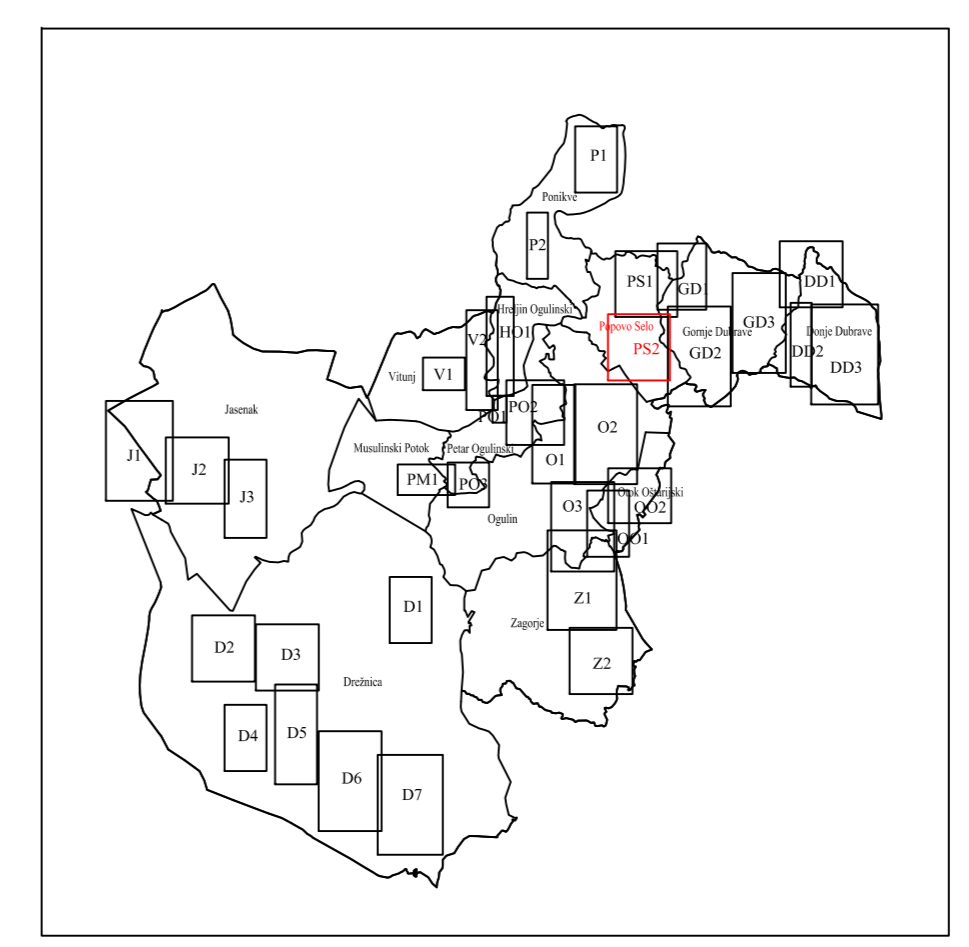 P1
Ponikve
P2
PS1
GD1
DD1
Hreljin Ogulinski
HO1
V2
GD3
Popovo Selo
PS2
Gornje Dubrave
GD2
Donje Dubrave
DD2
DD3
Vitunj
V1
Jasenak
PO1
PO2
O2
Musulinski Potok
Petar Ogulinski
O1
J1
J2
J3
PM1
PO3
Ogulin
O3
Otok Oštarijski
OO2
OO1
D1
Z1
Zagorje
D2
D3
Z2
Drežnica
D4
D5
D6
D7